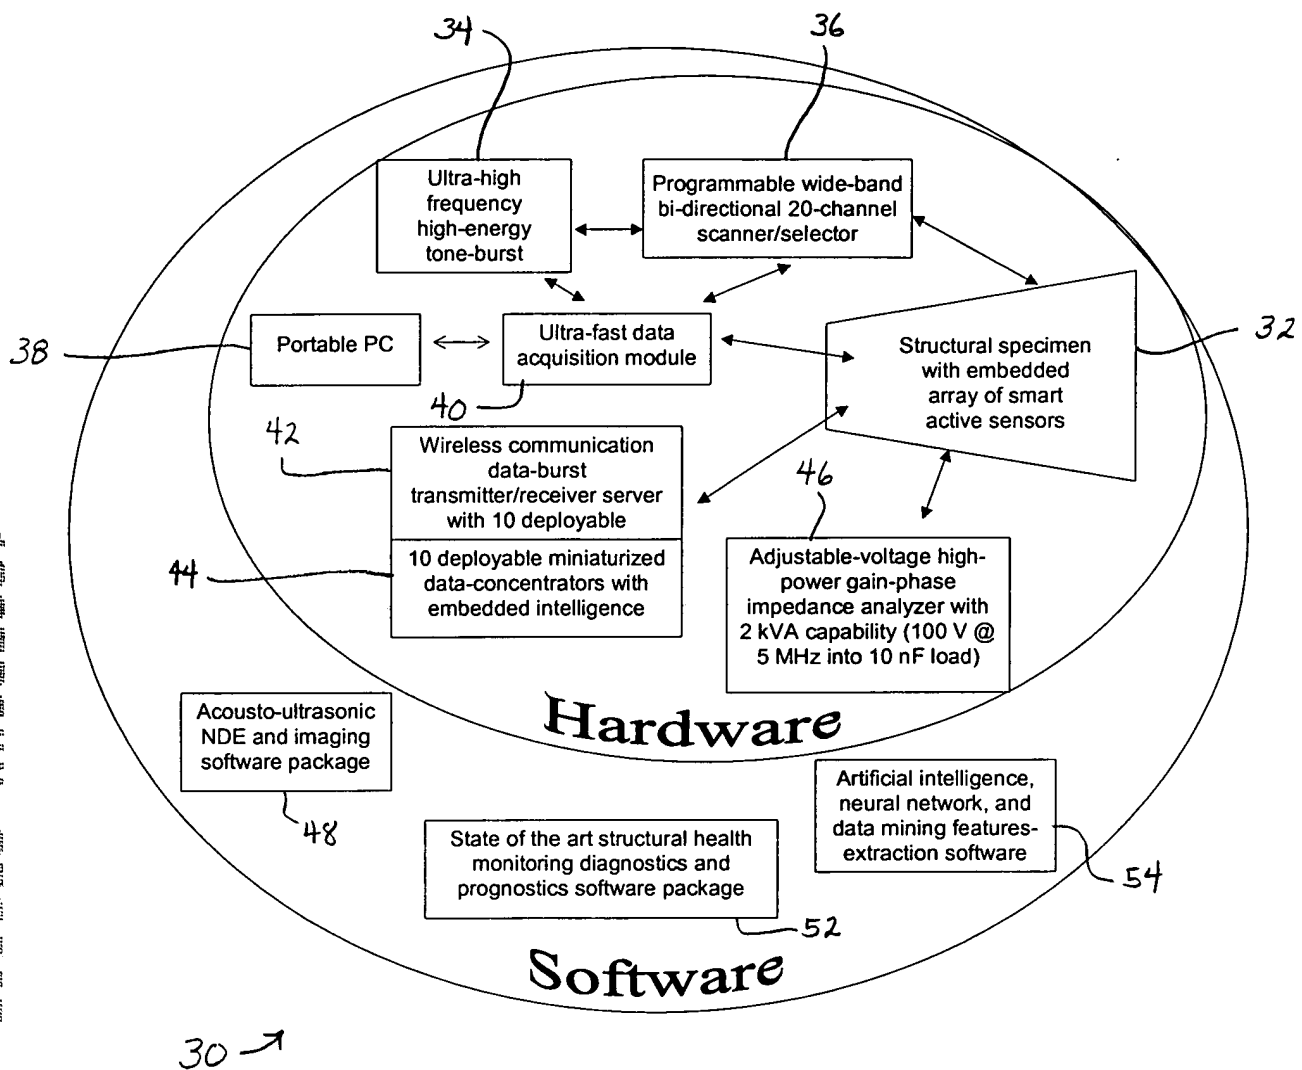 34
36
Ultra-high
frequency
high-energy
tone-burst
Programmable wide-band
bi-directional 20-channel
scanner/selector
38
Portable PC
Ultra-fast data
acquisition module
40
Structural specimen
with embedded
array of smart
active sensors
32
42
Wireless communication
data-burst
transmitter/receiver server
with 10 deployable
44
10 deployable miniaturized
data-concentrators with
embedded intelligence
46
Adjustable-voltage high-
power gain-phase
impedance analyzer with
2 kVA capability (100 V @
5 MHz into 10 nF load)
Hardware
Acousto-ultrasonic
NDE and imaging
software package
48
State of the art structural health
monitoring diagnostics and
prognostics software package
52
Artificial intelligence,
neural network, and
data mining features-
extraction software
54
Software
30